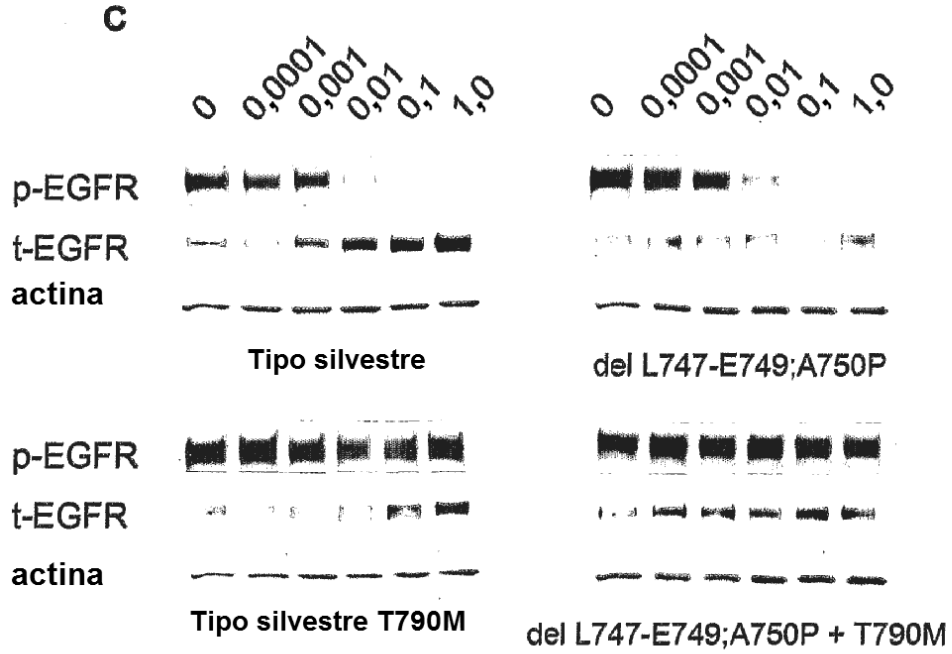 C
0 0,0001 0,001 0,01 0,1 1,0 0 0,0001 0,001 0,01 0,1 1,0
p-EGFR
t-EGFR
actina
Tipo silvestre del L747-E749;A750P
p-EGFR
t-EGFR
actina
Tipo silvestre T790M del L747-E749;A750P + T790M